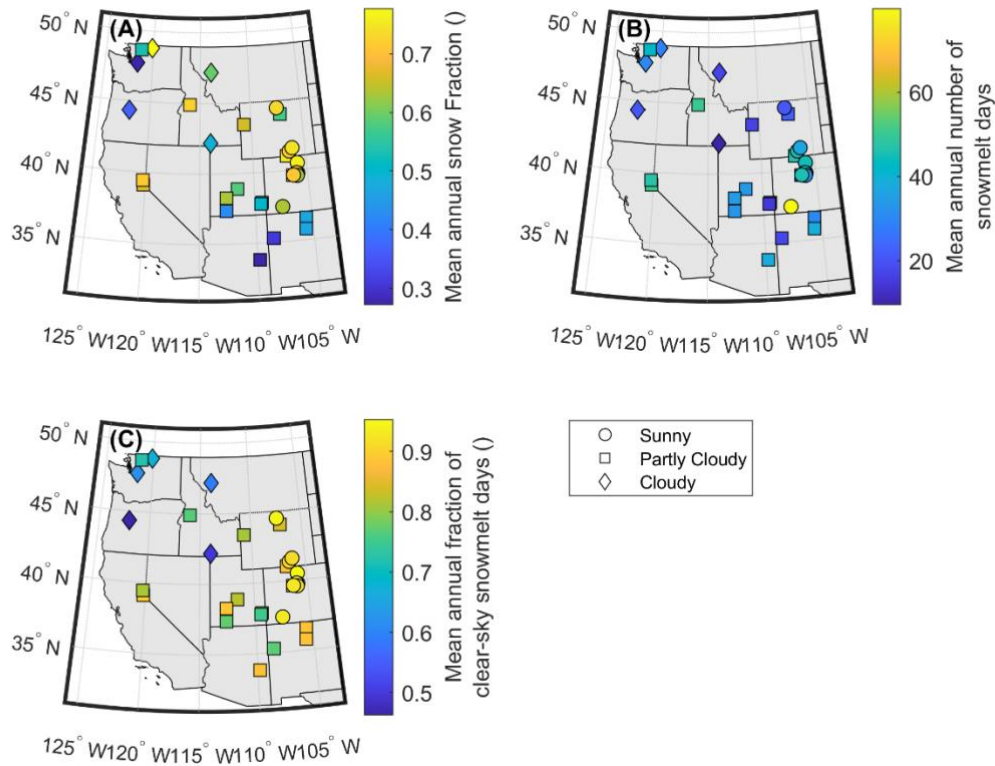 50° N
45° N
40° N
35° N
125° W120° W115° W110° W105° W
(A)
0.7
0.6
0.5
0.4
0.3
Mean annual snow Fraction ()
50° N
45° N
40° N
35° N
125° W120° W115° W110° W105° W
(B)
60
40
20
Mean annual number of
snowmelt days
50° N
45° N
40° N
35° N
125° W120° W115° W110° W105° W
(C)
0.9
0.8
0.7
0.6
0.5
Mean annual fraction of
clear-sky snowmelt days ()
Sunny
Partly Cloudy
Cloudy